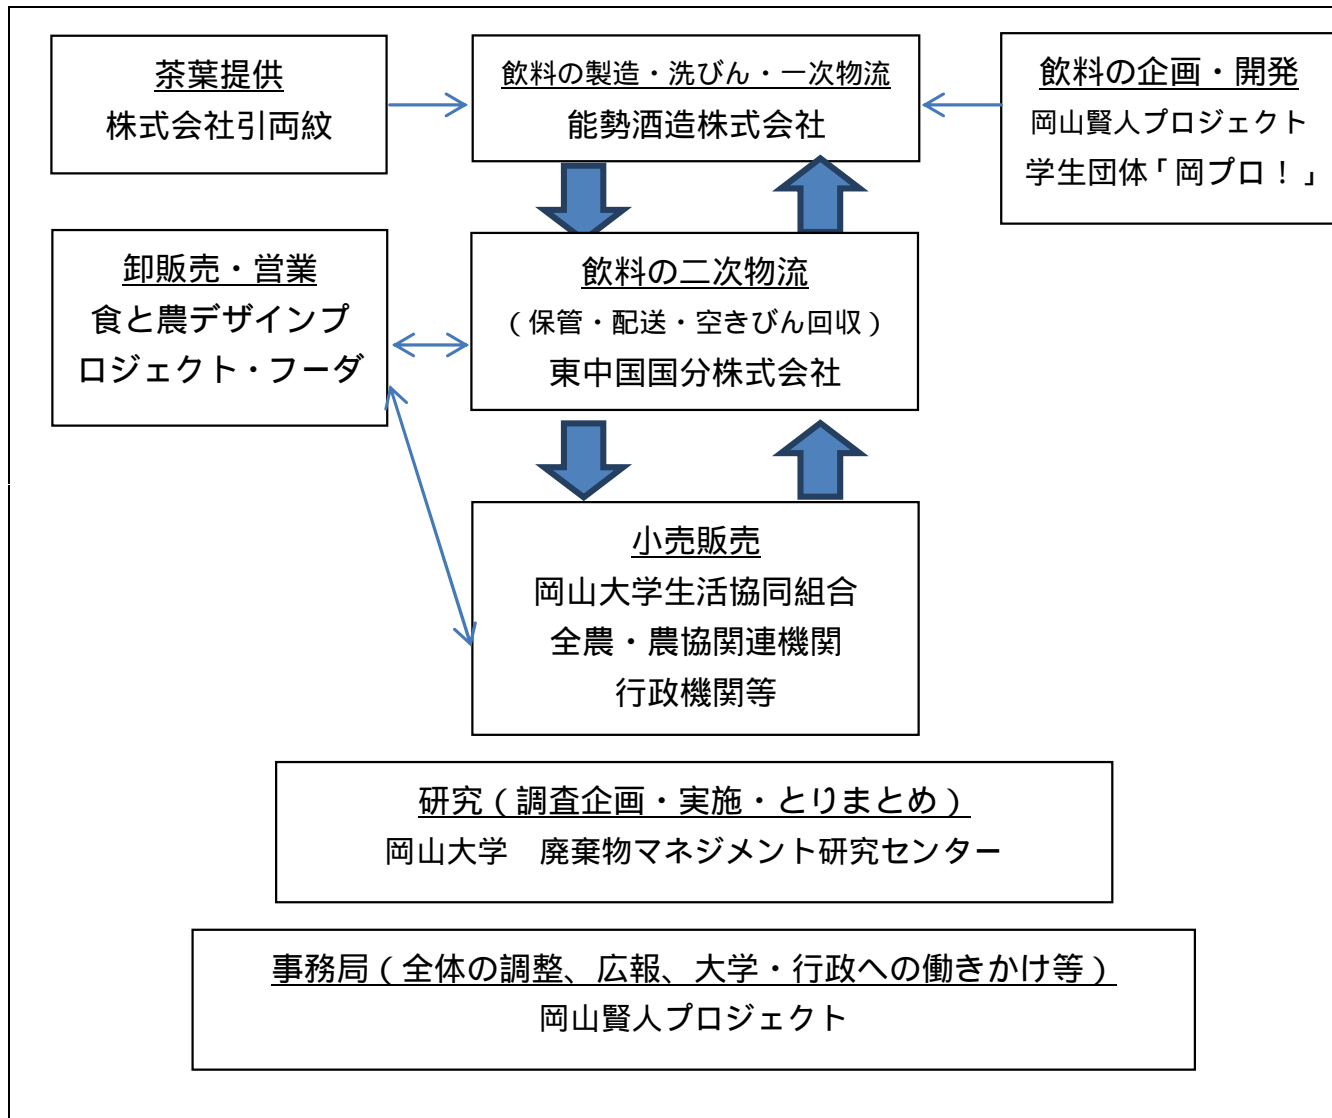 茶葉提供
株式会社引両紋
飲料の製造・洗びん・一次物流
能勢酒造株式会社
飲料の企画・開発
岡山賢人プロジェクト
学生団体「岡プロ！」
卸販売・営業
食と農デザインプ
ロジェクト・フーダ
飲料の二次物流
（保管・配送・空きびん回収）
東中国国分株式会社
小売販売
岡山大学生活協同組合
全農・農協関連機関
行政機関等
研究（調査企画・実施・とりまとめ）
岡山大学　廃棄物マネジメント研究センター
事務局（全体の調整、広報、大学・行政への働きかけ等）
岡山賢人プロジェクト